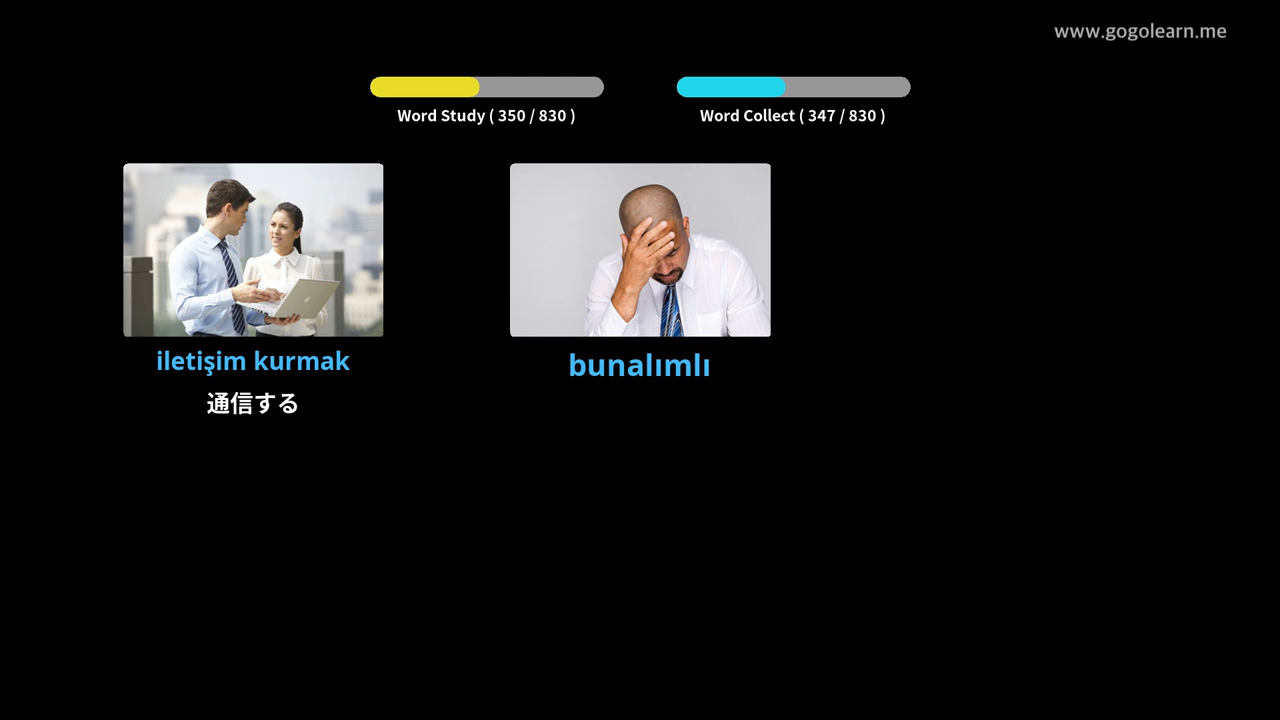 www.gogolearn.me
Word Study ( 350 / 830 )
Word Collect ( 347 / 830 )
iletişim kurmak
通信する
bunalımlı